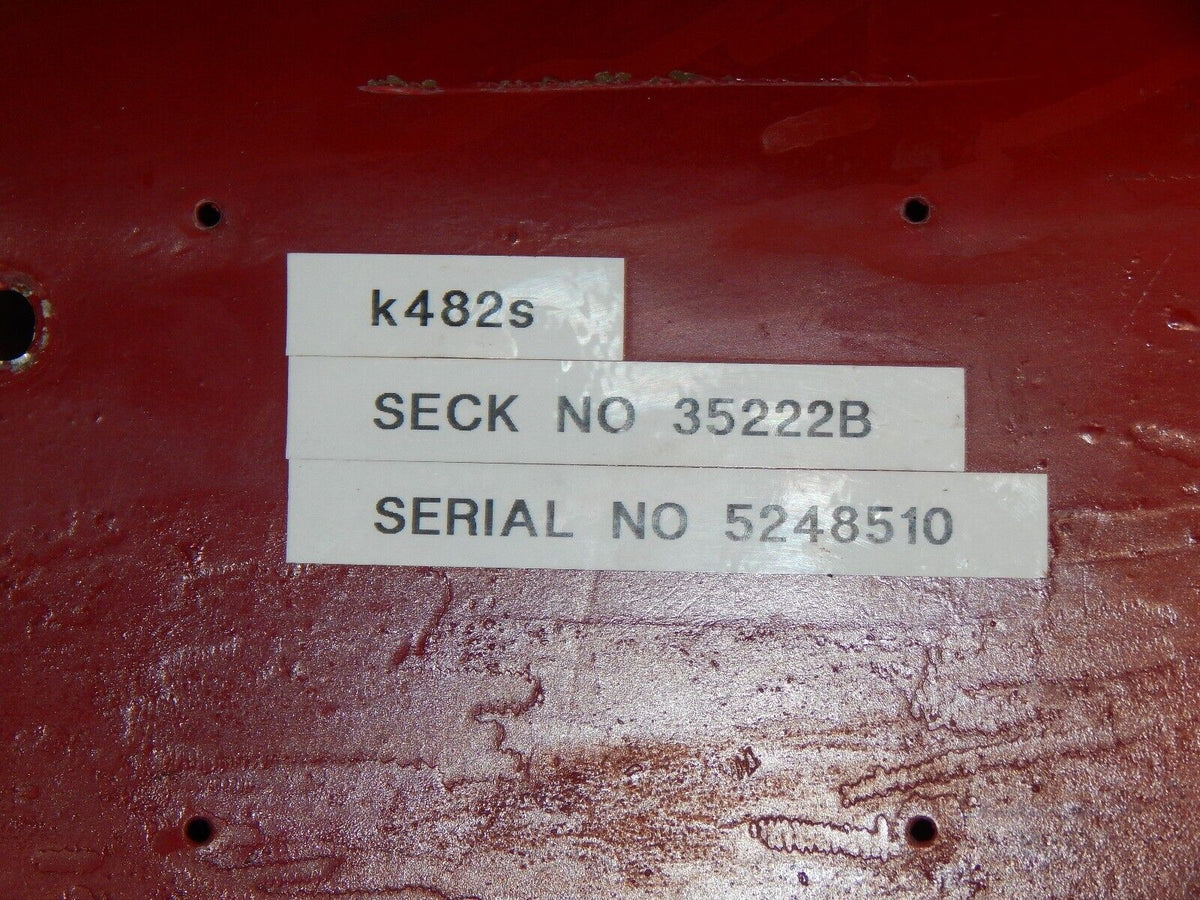 k482s
SECK NO 35222B
SERIAL NO 5248510